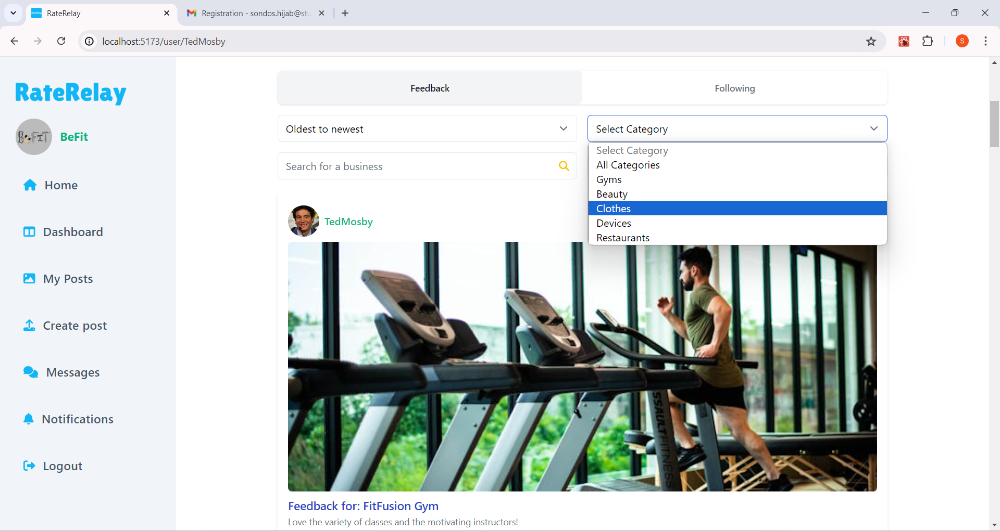 RateRelay
Registration - sondos.hijab@stu
localhost:5173/user/TedMosby
S
RateRelay
BeFit
BeFit
Home
Dashboard
My Posts
Create post
Messages
Notifications
Logout
Feedback
Following
Oldest to newest
Select Category
Search for a business
Select Category
All Categories
Gyms
Beauty
Clothes
Devices
Restaurants
TedMosby
SSAULTFITNESS
Feedback for: FitFusion Gym
Love the variety of classes and the motivating instructors!